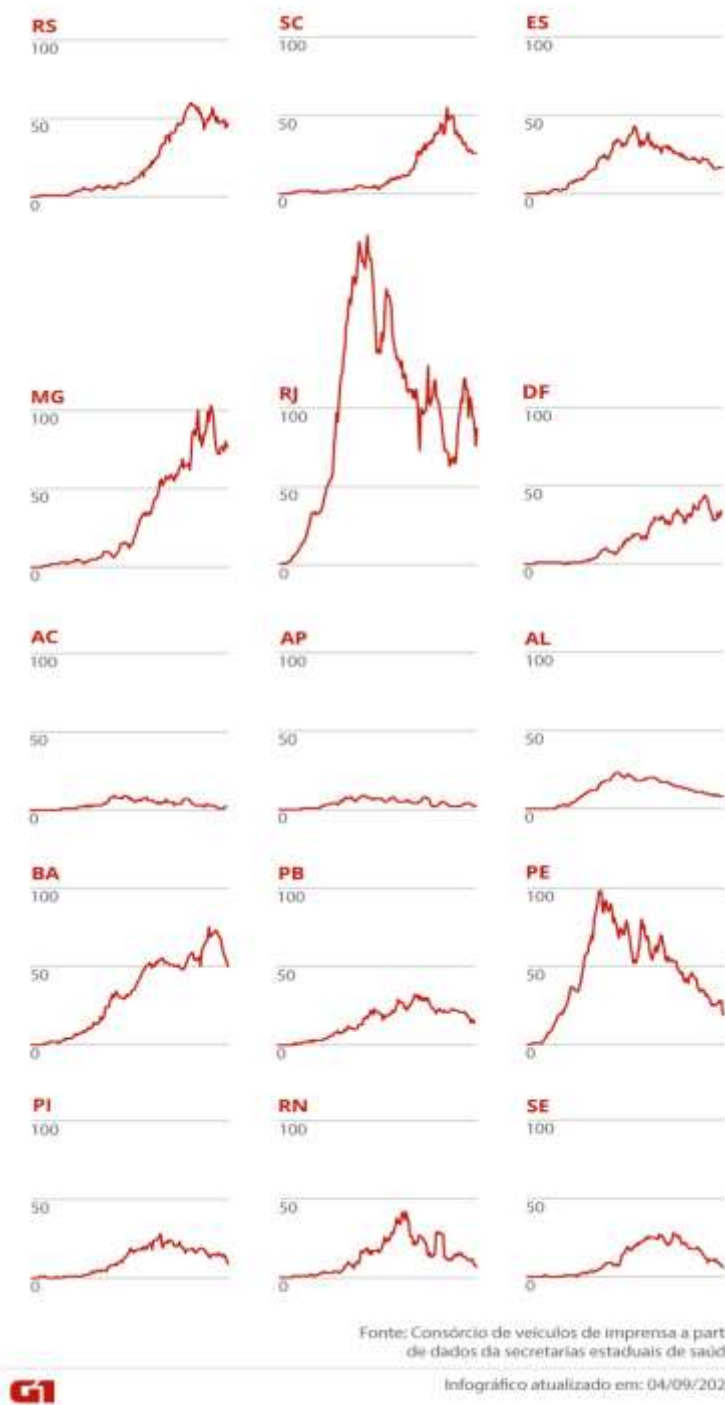 RS SC ES
100 100 100
50 50 50
0 0 0
MG RJ DF
100 100 100
50 50 50
0 0 0
AC AP AL
100 100 100
50 50 50
0 0 0
BA PB PE
100 100 100
50 50 50
0 0 0
PI RN SE
100 100 100
50 50 50
0 0 0
Fonte: Consórcio de veículos de imprensa a part
de dados da secretarias estaduais de saúd
G1 Infográfico atualizado em: 04/09/202